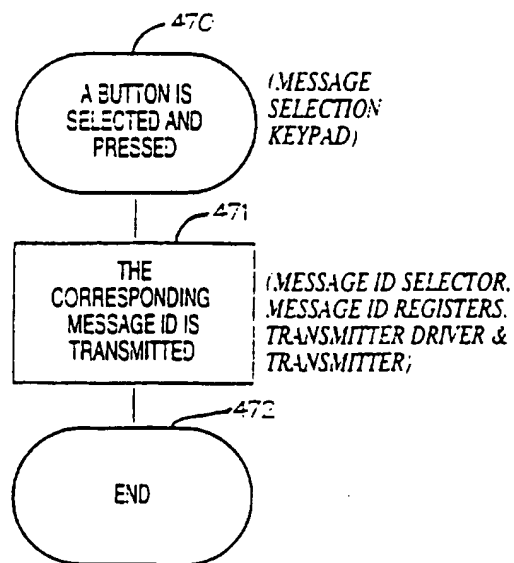 470
A BUTTON IS
SELECTED AND
PRESSED
(MESSAGE
SELECTION
KEYPAD)
471
THE
CORRESPONDING
MESSAGE ID IS
TRANSMITTED
(MESSAGE ID SELECTOR,
MESSAGE ID REGISTERS,
TRANSMITTER DRIVER &
TRANSMITTER)
472
END